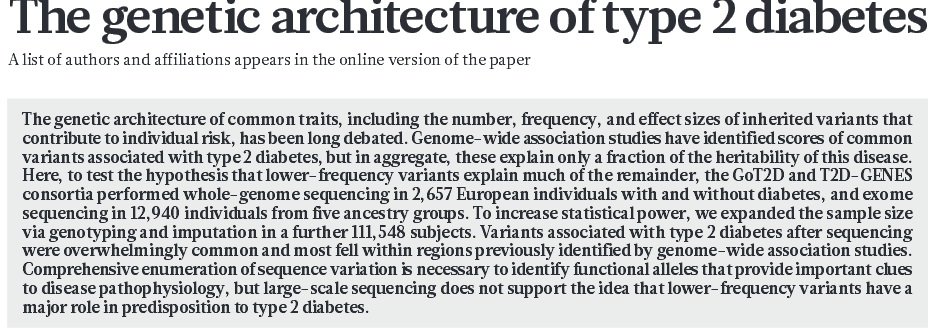 The genetic architecture of type 2 diabetes
A list of authors and affiliations appears in the online version of the paper
The genetic architecture of common traits, including the number, frequency, and effect sizes of inherited variants that
contribute to individual risk, has been long debated. Genome-wide association studies have identified scores of common
variants associated with type 2 diabetes, but in aggregate, these explain only a fraction of the heritability of this disease.
Here, to test the hypothesis that lower-frequency variants explain much of the remainder, the GoT2D and T2D-GENES
consortia performed whole-genome sequencing in 2,657 European individuals with and without diabetes, and exome
sequencing in 12,940 individuals from five ancestry groups. To increase statistical power, we expanded the sample size
via genotyping and imputation in a further 111,548 subjects. Variants associated with type 2 diabetes after sequencing
were overwhelmingly common and most fell within regions previously identified by genome-wide association studies.
Comprehensive enumeration of sequence variation is necessary to identify functional alleles that provide important clues
to disease pathophysiology, but large-scale sequencing does not support the idea that lower-frequency variants have a
major role in predisposition to type 2 diabetes.